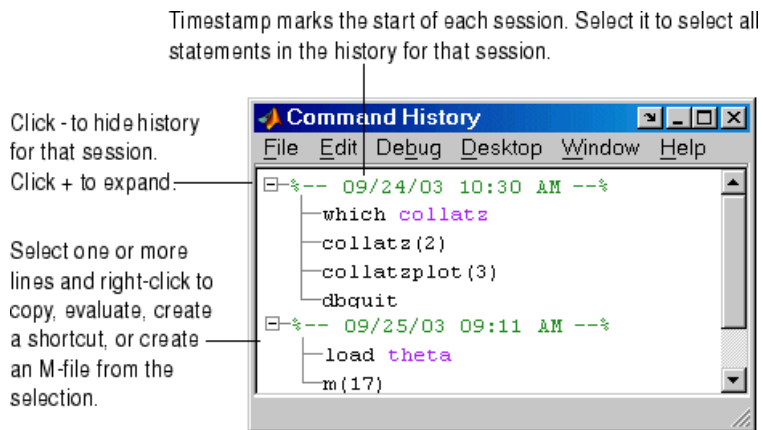 Timestamp marks the start of each session. Select it to select all
statements in the history for that session.
Click - to hide history
for that session.
Click + to expand.
Select one or more
lines and right-click to
copy, evaluate, create
a shortcut, or create
an M-file from the
selection.
Command History
File Edit Debug Desktop Window Help
%-- 09/24/03 10:30 AM --%
which collatz
collatz(2)
collatzplot(3)
dbquit
%-- 09/25/03 09:11 AM --%
load theta
m(17)